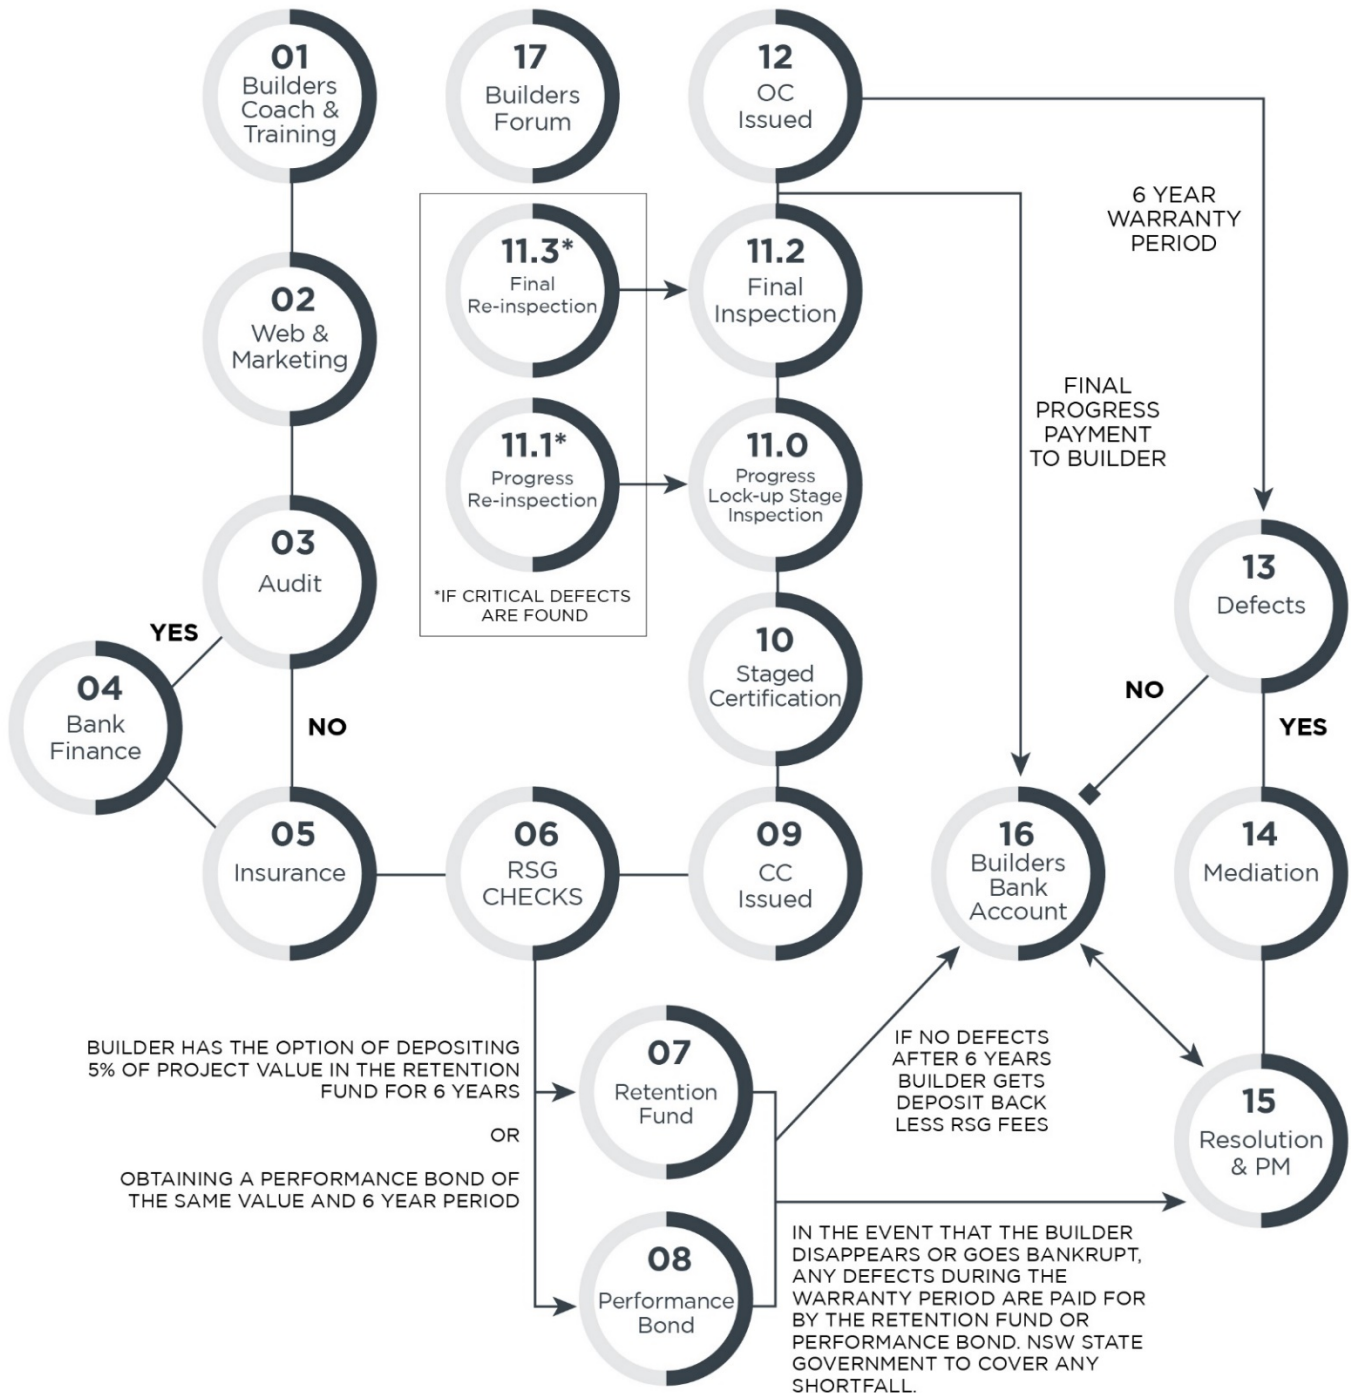 01
Builders
Coach &
Training
17
Builders
Forum
12
OC
Issued
6 YEAR
WARRANTY
PERIOD
02
Web &
Marketing
11.3*
Final
Re-inspection
11.2
Final
Inspection
FINAL
PROGRESS
PAYMENT
TO BUILDER
11.1*
Progress
Re-inspection
*IF CRITICAL DEFECTS
ARE FOUND
11.0
Progress
Lock-up Stage
Inspection
03
Audit
13
Defects
YES
NO
04
Bank
Finance
10
Staged
Certification
NO
YES
05
Insurance
06
RSG
CHECKS
09
CC
Issued
16
Builders
Bank
Account
14
Mediation
BUILDER HAS THE OPTION OF DEPOSITING
5% OF PROJECT VALUE IN THE RETENTION
FUND FOR 6 YEARS
OR
OBTAINING A PERFORMANCE BOND OF
THE SAME VALUE AND 6 YEAR PERIOD
07
Retention
Fund
IF NO DEFECTS
AFTER 6 YEARS
BUILDER GETS
DEPOSIT BACK
LESS RSG FEES
15
Resolution
& PM
08
Performance
Bond
IN THE EVENT THAT THE BUILDER
DISAPPEARS OR GOES BANKRUPT,
ANY DEFECTS DURING THE
WARRANTY PERIOD ARE PAID FOR
BY THE RETENTION FUND OR
PERFORMANCE BOND. NSW STATE
GOVERNMENT TO COVER ANY
SHORTFALL.